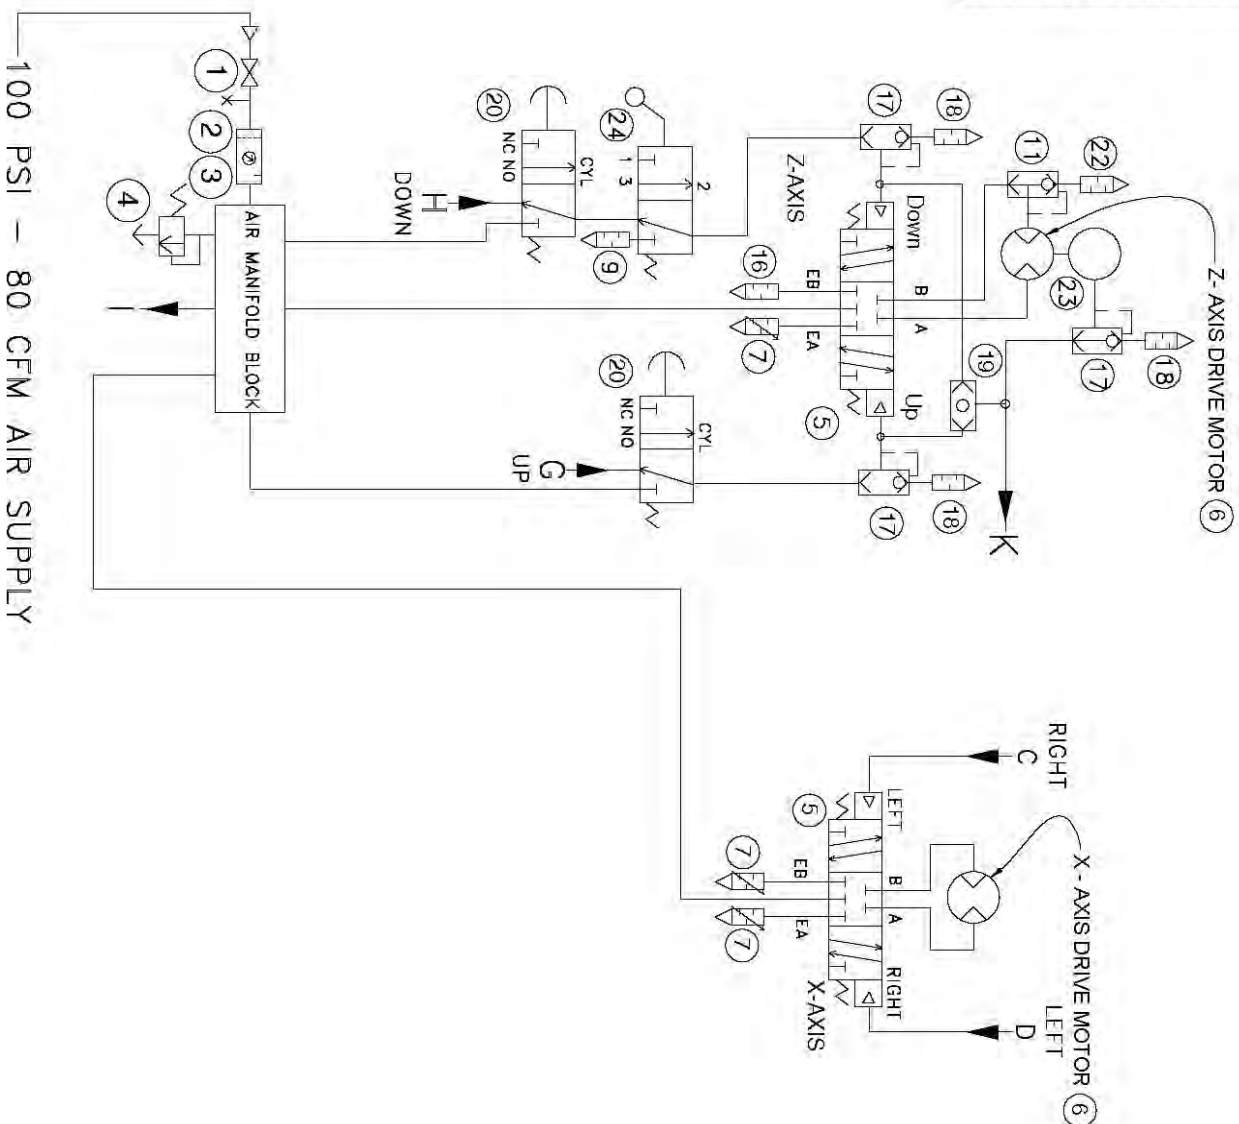 100 PSI - 80 CFM AIR SUPPLY
1
2
3
4
AIR MANIFOLD BLOCK
I
20
NC NO
CYL
H
DOWN
24
1 3
2
9
Z-AXIS
17
18
Down
EB
EA
B
A
16
7
Up
5
11
22
23
Z- AXIS DRIVE MOTOR 6
17
18
19
K
17
18
20
NC NO
CYL
G
UP
RIGHT
C
LEFT
5
EB
EA
B
A
7
7
RIGHT
X-AXIS
X - AXIS DRIVE MOTOR 6
D
LEFT